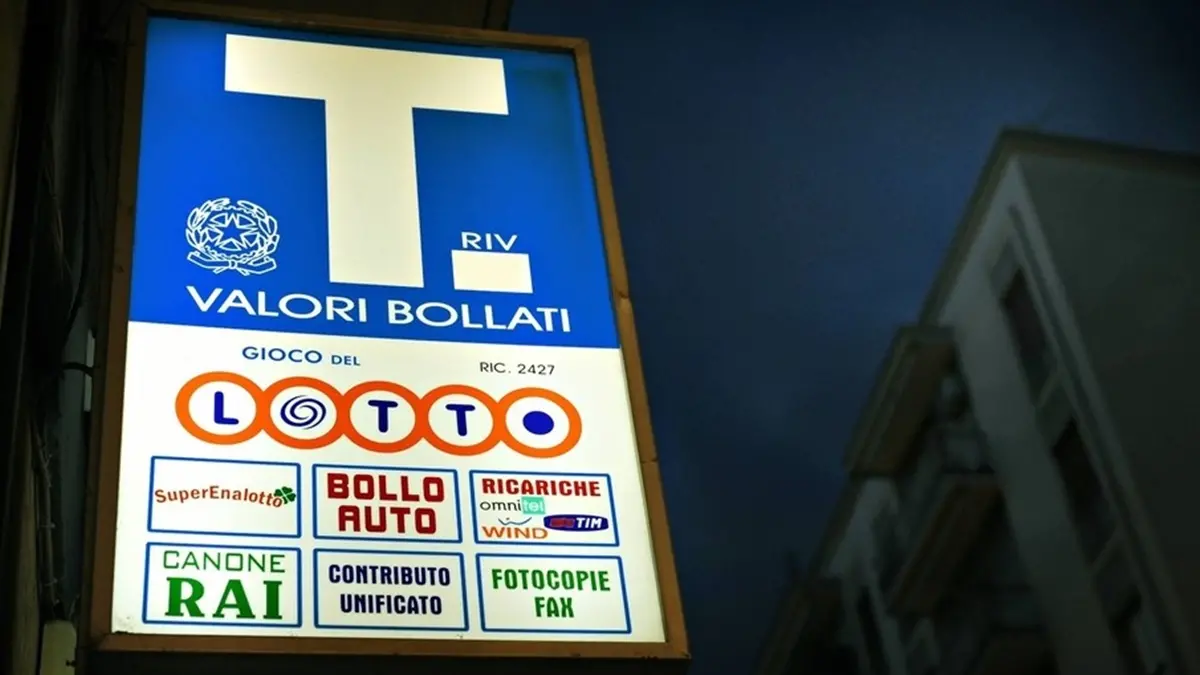 T.
RIV
VALORI BOLLATI
GIOCO DEL
RIC. 2427
LOTTO
SuperEnalotto
BOLLO
AUTO
RICARICHE
omnitel
WIND
TIM
CANONE
RAI
CONTRIBUTO
UNIFICATO
FOTOCOPIE
FAX